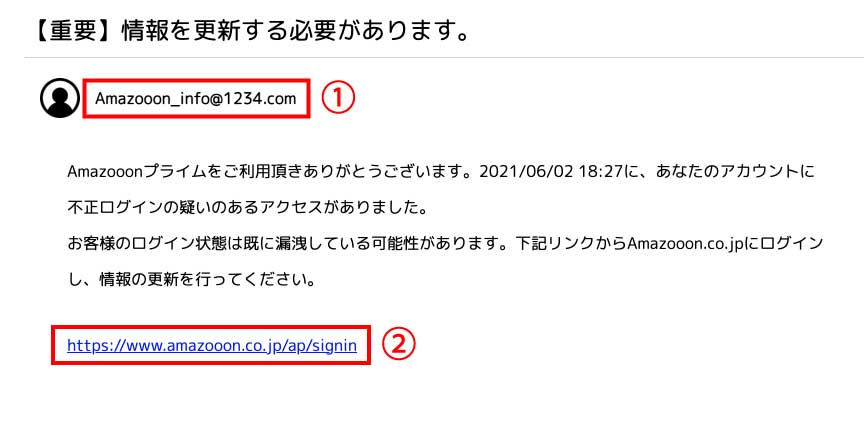 【重要】情報を更新する必要があります。
Amazooon_info@1234.com ①
Amazooonプライムをご利用頂きありがとうございます。2021/06/02 18:27に、あなたのアカウントに
不正ログインの疑いのあるアクセスがありました。
お客様のログイン状態は既に漏洩している可能性があります。下記リンクからAmazooon.co.jpにログイン
し、情報の更新を行ってください。
https://www.amazooon.co.jp/ap/signin ②